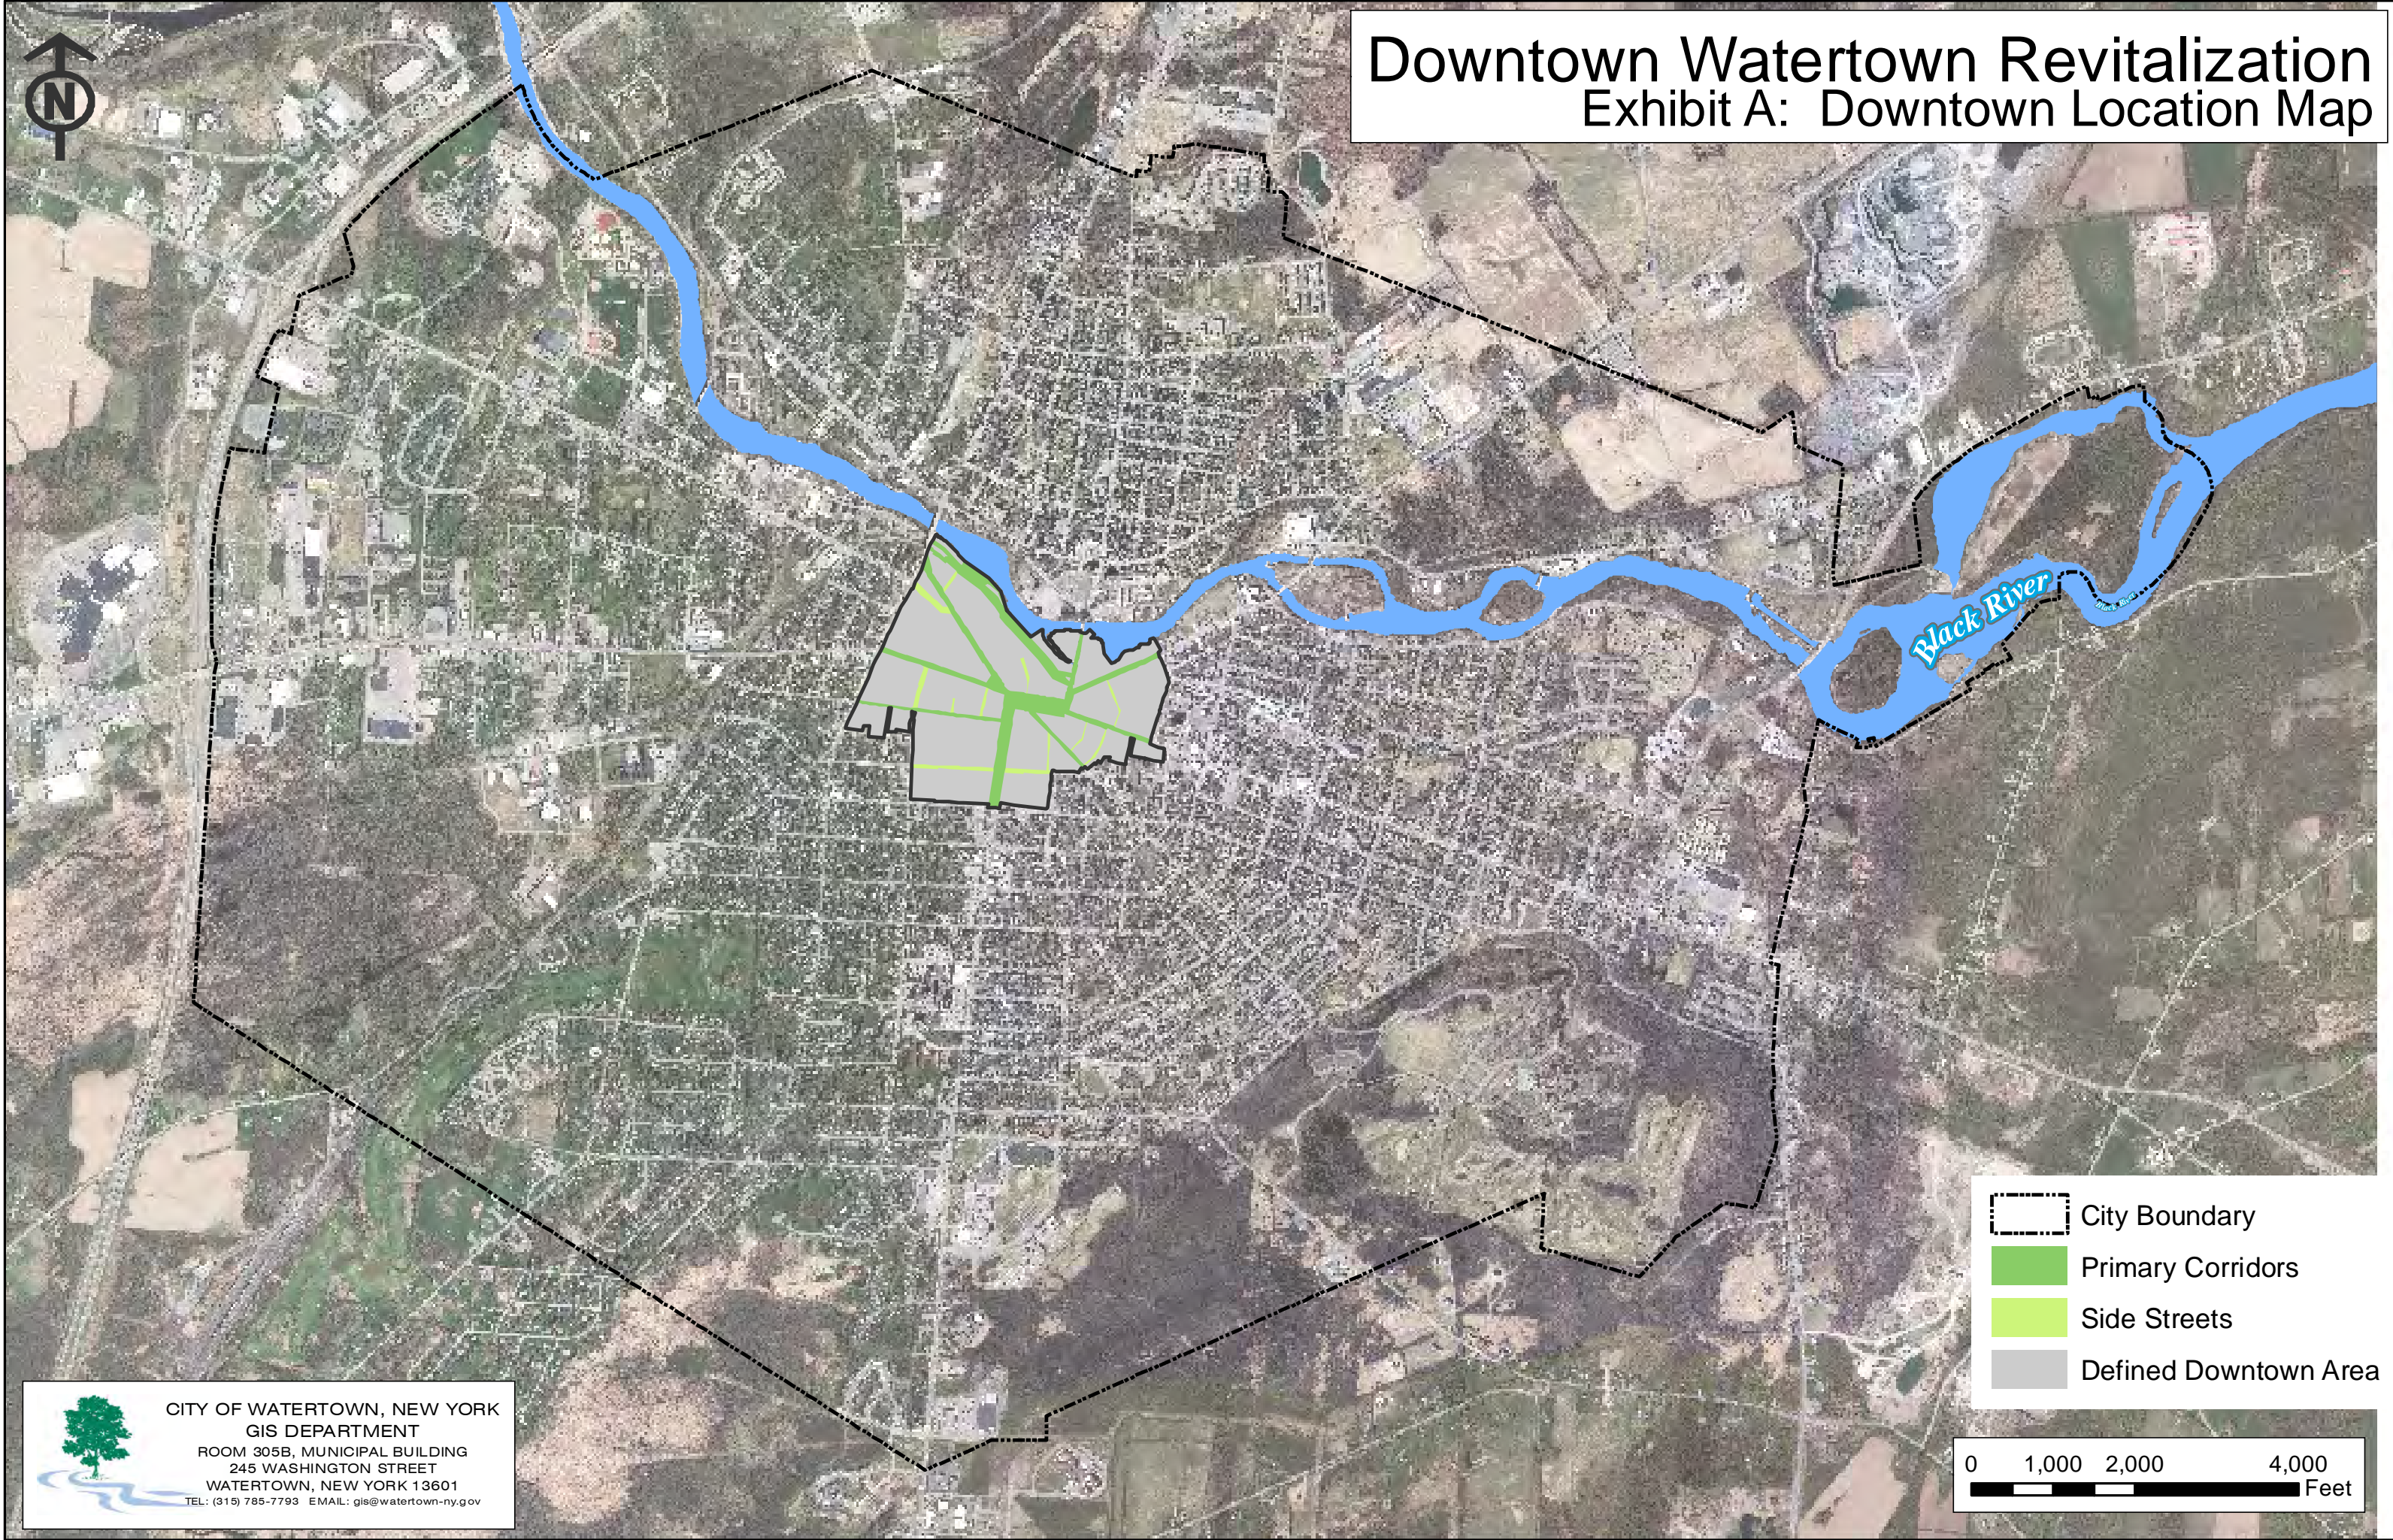 N
Downtown Watertown Revitalization
Exhibit A: Downtown Location Map
Black River
Black River
City Boundary
Primary Corridors
Side Streets
Defined Downtown Area
CITY OF WATERTOWN, NEW YORK
GIS DEPARTMENT
ROOM 305B, MUNICIPAL BUILDING
245 WASHINGTON STREET
WATERTOWN, NEW YORK 13601
TEL: (315) 785-7793 EMAIL: gis@watertown-ny.gov
0 1,000 2,000 4,000
Feet